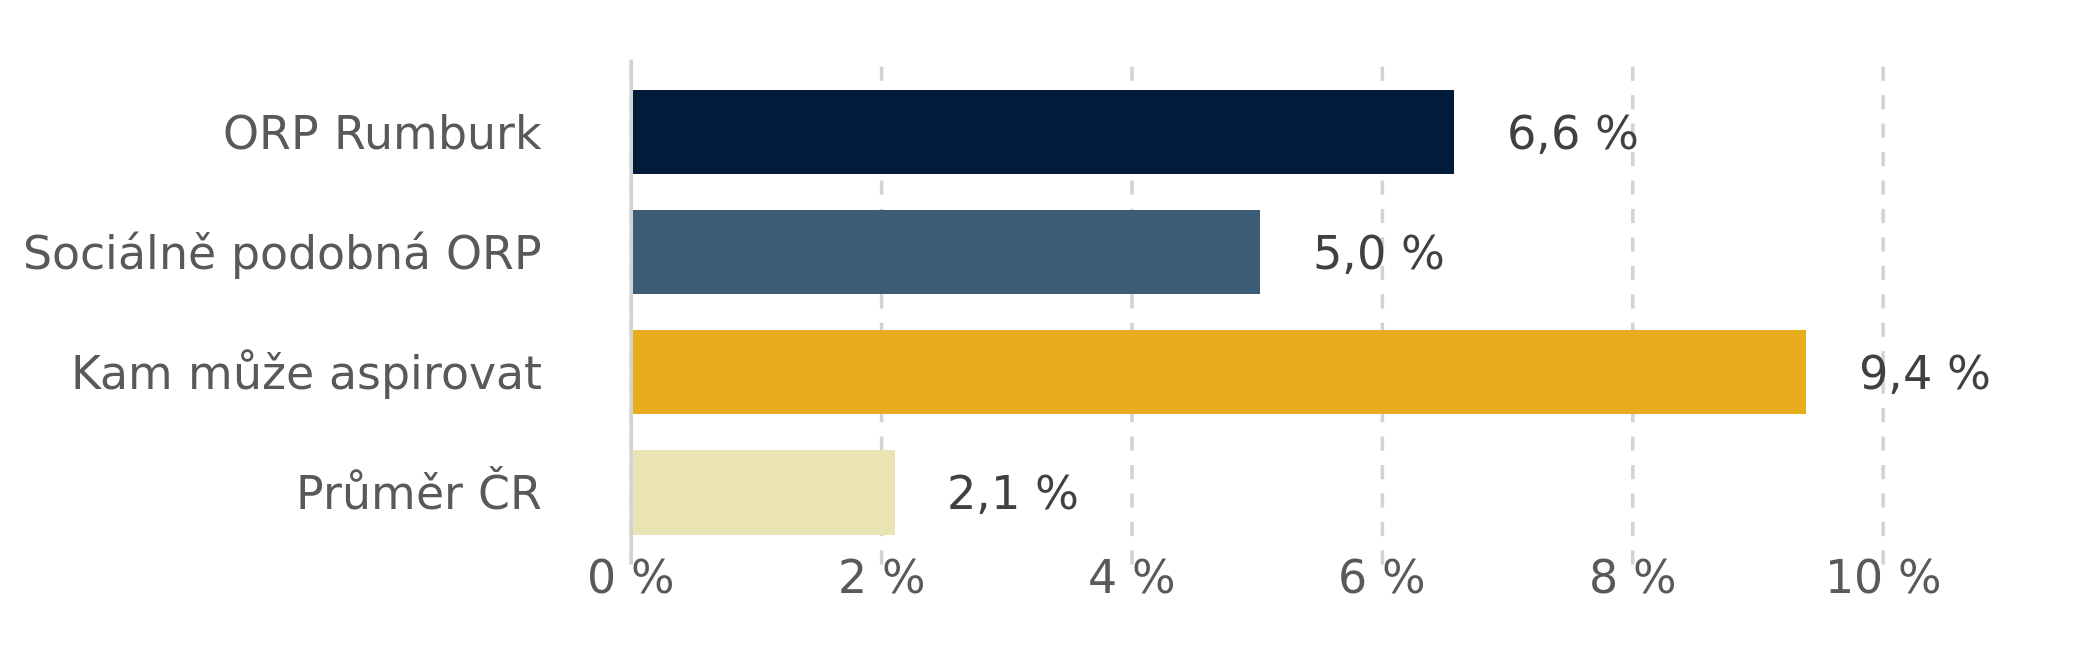 ORP Rumburk 6,6 %
Sociálně podobná ORP 5,0 %
Kam může aspirovat 9,4 %
Průměr ČR 2,1 %
0 % 2 % 4 % 6 % 8 % 10 %